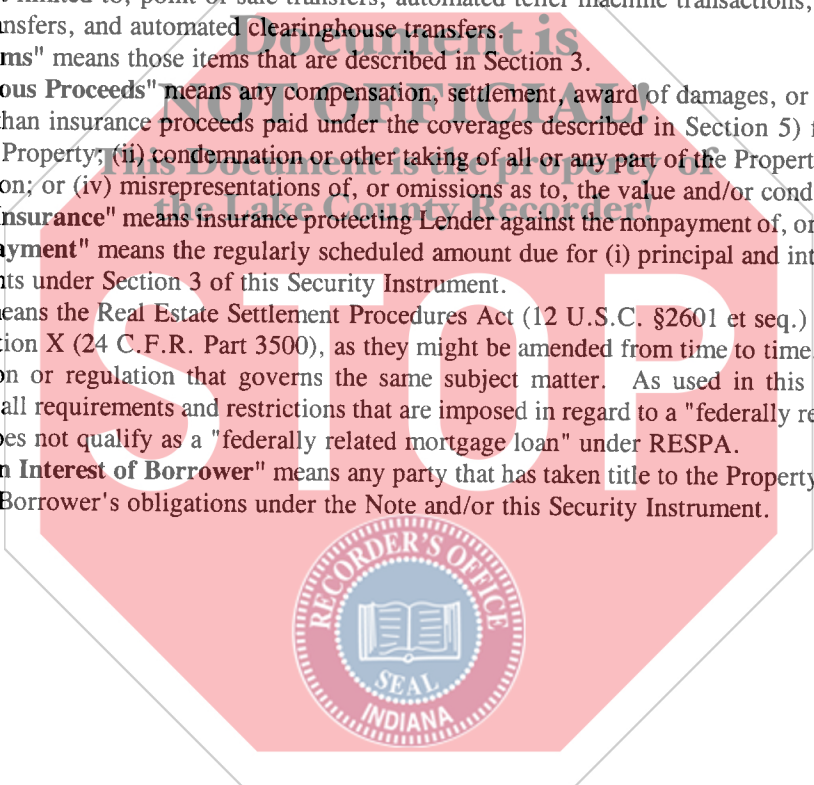 limited to, point of sale transfers, automated teller machine transactions,
nsfers, and automated clearinghouse transfers.
ms" means those items that are described in Section 3.
ous Proceeds" means any compensation, settlement, award of damages, or
than insurance proceeds paid under the coverages described in Section 5)
Property; (ii) condemnation or other taking of all or any part of the Propert
on; or (iv) misrepresentations of, or omissions as to, the value and/or cond
nsurance" means insurance protecting Lender against the nonpayment of, or
ayment" means the regularly scheduled amount due for (i) principal and int
ts under Section 3 of this Security Instrument.
eans the Real Estate Settlement Procedures Act (12 U.S.C. §2601 et seq.)
tion X (24 C.F.R. Part 3500), as they might be amended from time to time
on or regulation that governs the same subject matter. As used in this
all requirements and restrictions that are imposed in regard to a "federally re
oes not qualify as a "federally related mortgage loan" under RESPA.
n Interest of Borrower" means any party that has taken title to the Property
Borrower's obligations under the Note and/or this Security Instrument.
Document is
NOT OFFICIAL!
This Document is the property of
the Lake County Recorder!
STOP
RECORDER'S OFFICE
SEAL
INDIANA